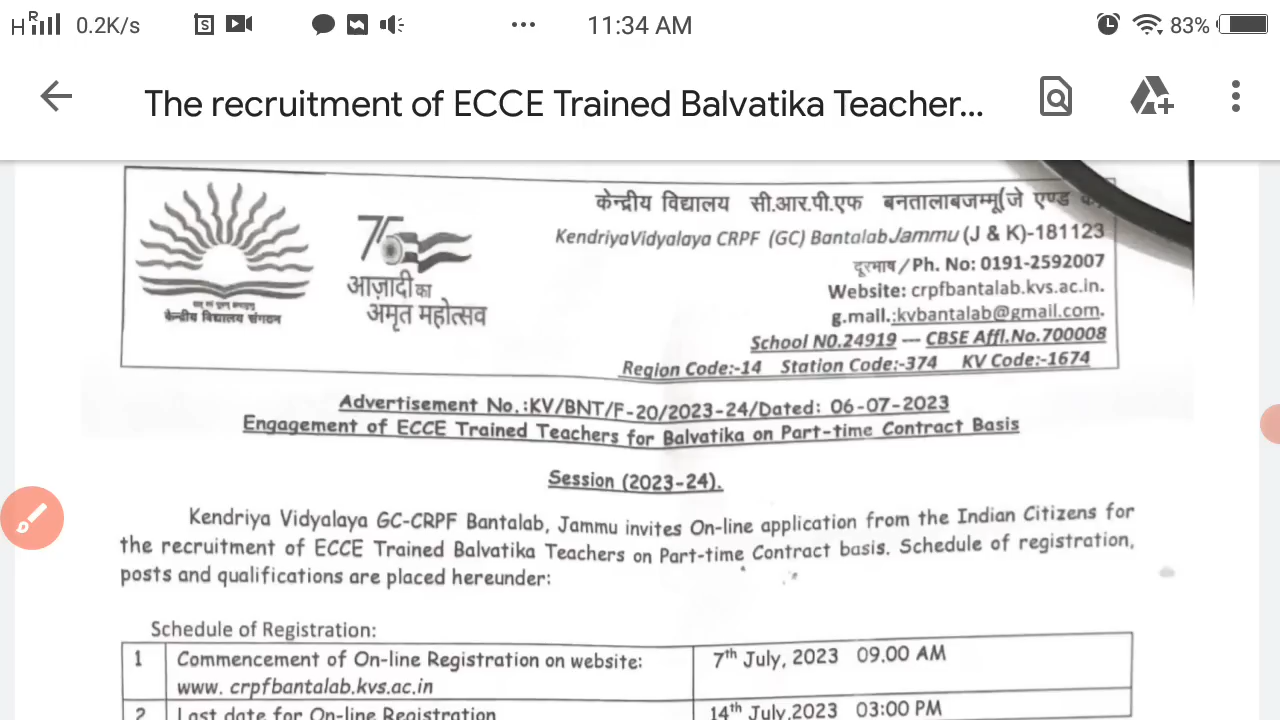 H R 0.2K/s ... 11:34 AM 83%
The recruitment of ECCE Trained Balvatika Teacher...
केन्द्रीय विद्यालय सी.आर.पी.एफ बनतालाबजम्मू(जे एण्ड
KendriyaVidyalaya CRPF (GC) BantalabJammu (J & K)-181123
75
दूरभाष/Ph. No: 0191-2592007
आज़ादी का
Website: crpfbantalab.kvs.ac.in.
अमृत महोत्सव
g.mall.:kvbantalab@gmail.com.
केन्द्रीय विद्यालय संगठन
School NO.24919 — CBSE Affl.No.700008
Region Code:-14 Station Code:-374 KV Code:-1674
Advertisement No.:KV/BNT/F-20/2023-24/Dated: 06-07-2023
Engagement of ECCE Trained Teachers for Balvatika on Part-time Contract Basis
Session (2023-24).
Kendriya Vidyalaya GC-CRPF Bantalab, Jammu invites On-line application from the Indian Citizens for
the recruitment of ECCE Trained Balvatika Teachers on Part-time Contract basis. Schedule of registration,
posts and qualifications are placed hereunder:
Schedule of Registration:
1 Commencement of On-line Registration on website: 7th July, 2023 09.00 AM
www. crpfbantalab.kvs.ac.in
2 Last date for On-line Registration 14th July,2023 03:00 PM